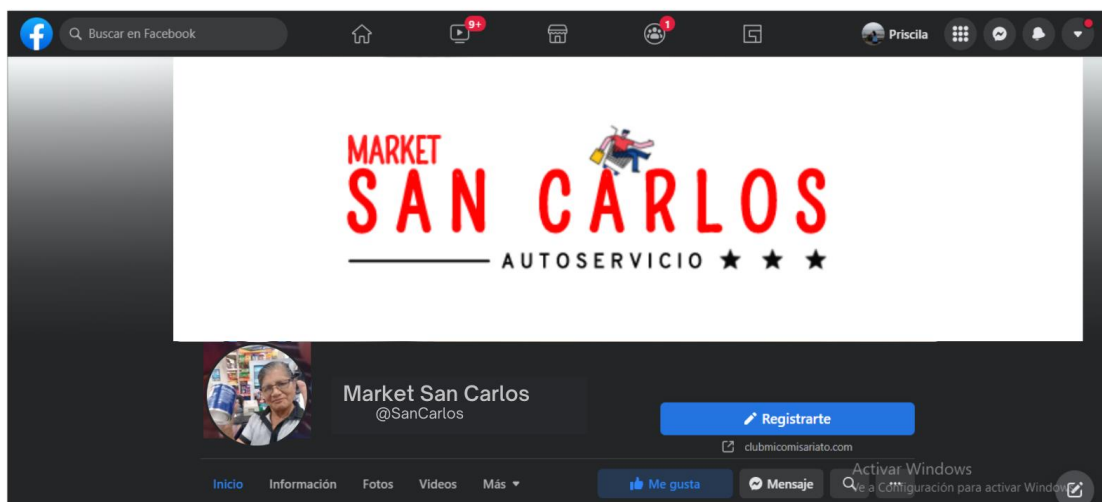 Buscar en Facebook
9+
1
Priscila
MARKET
SAN CARLOS
AUTOSERVICIO
Market San Carlos
@SanCarlos
Registrarte
clubmicomisariato.com
Inicio Información Fotos Videos Más
Me gusta Mensaje
Activar Windows
Ve a Configuración para activar Windows